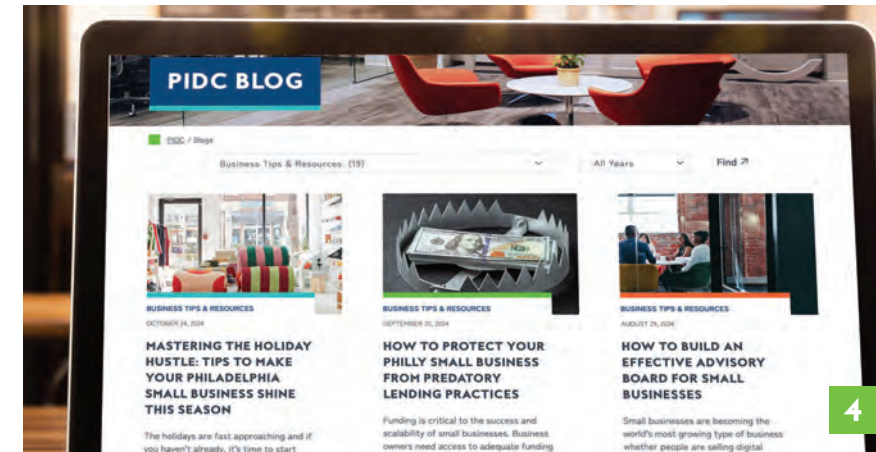 PIDC BLOG
PIDC / Blogs
Business Tips & Resources (19)
All Years
Find
BUSINESS TIPS & RESOURCES
OCTOBER 24, 2024
MASTERING THE HOLIDAY
HUSTLE: TIPS TO MAKE
YOUR PHILADELPHIA
SMALL BUSINESS SHINE
THIS SEASON
The holidays are fast approaching and if
you haven't already, it's time to start
BUSINESS TIPS & RESOURCES
SEPTEMBER 20, 2024
HOW TO PROTECT YOUR
PHILLY SMALL BUSINESS
FROM PREDATORY
LENDING PRACTICES
Funding is critical to the success and
scalability of small businesses. Business
owners need access to adequate funding
BUSINESS TIPS & RESOURCES
AUGUST 29, 2024
HOW TO BUILD AN
EFFECTIVE ADVISORY
BOARD FOR SMALL
BUSINESSES
Small businesses are becoming the
world's most growing type of business
whether people are selling digital
4